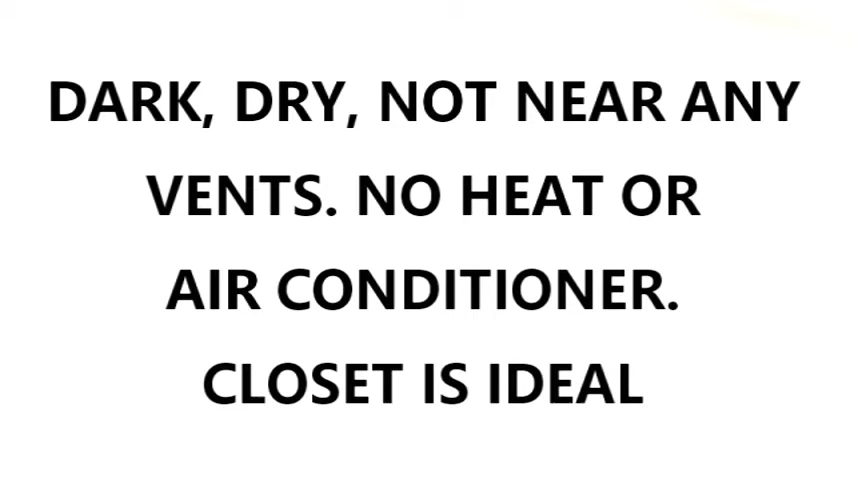 DARK, DRY, NOT NEAR ANY
VENTS. NO HEAT OR
AIR CONDITIONER.
CLOSET IS IDEAL